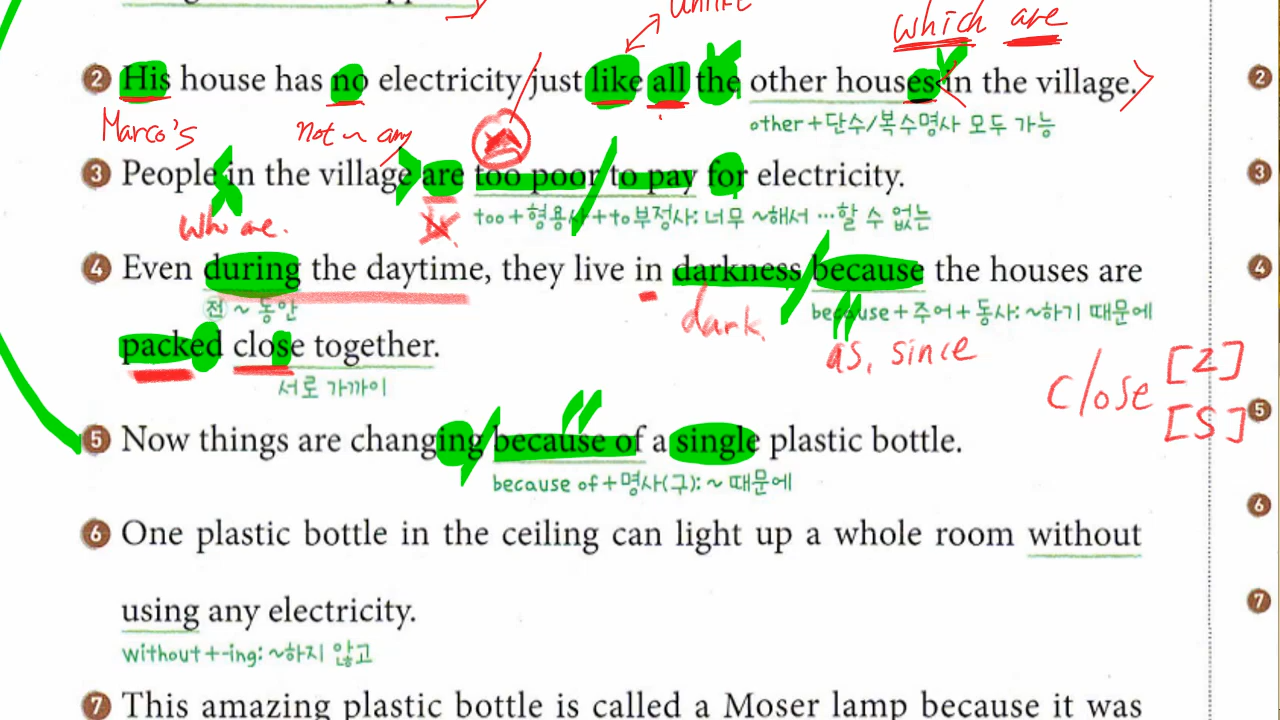 unlike
which are
② His house has no electricity just like all the other houses in the village. ②
Marco's not ~ any other+단수/복수명사 모두 가능
③ People in the village are too poor to pay for electricity. ③
who are. too+형용사+to부정사: 너무 ~해서 …할 수 없는
④ Even during the daytime, they live in darkness because the houses are ④
전 ~ 동안 dark. because+주어+동사: ~하기 때문에
packed close together. as, since
서로 가까이 close [z]
[s] ⑤
⑤ Now things are changing because of a single plastic bottle.
because of+명사(구): ~ 때문에
⑥
⑥ One plastic bottle in the ceiling can light up a whole room without
using any electricity. ⑦
without+-ing: ~하지 않고
⑦ This amazing plastic bottle is called a Moser lamp because it was